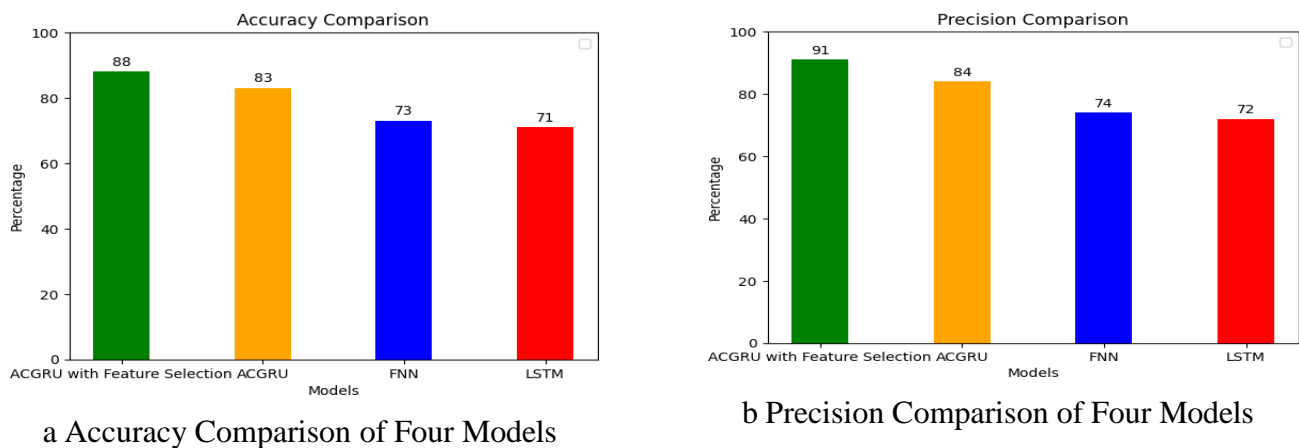 Accuracy Comparison
100
80
60
40
20
0
Percentage
88
83
73
71
ACGRU with Feature Selection
ACGRU
FNN
LSTM
Models
a Accuracy Comparison of Four Models
Precision Comparison
100
80
60
40
20
0
Percentage
91
84
74
72
ACGRU with Feature Selection
ACGRU
FNN
LSTM
Models
b Precision Comparison of Four Models